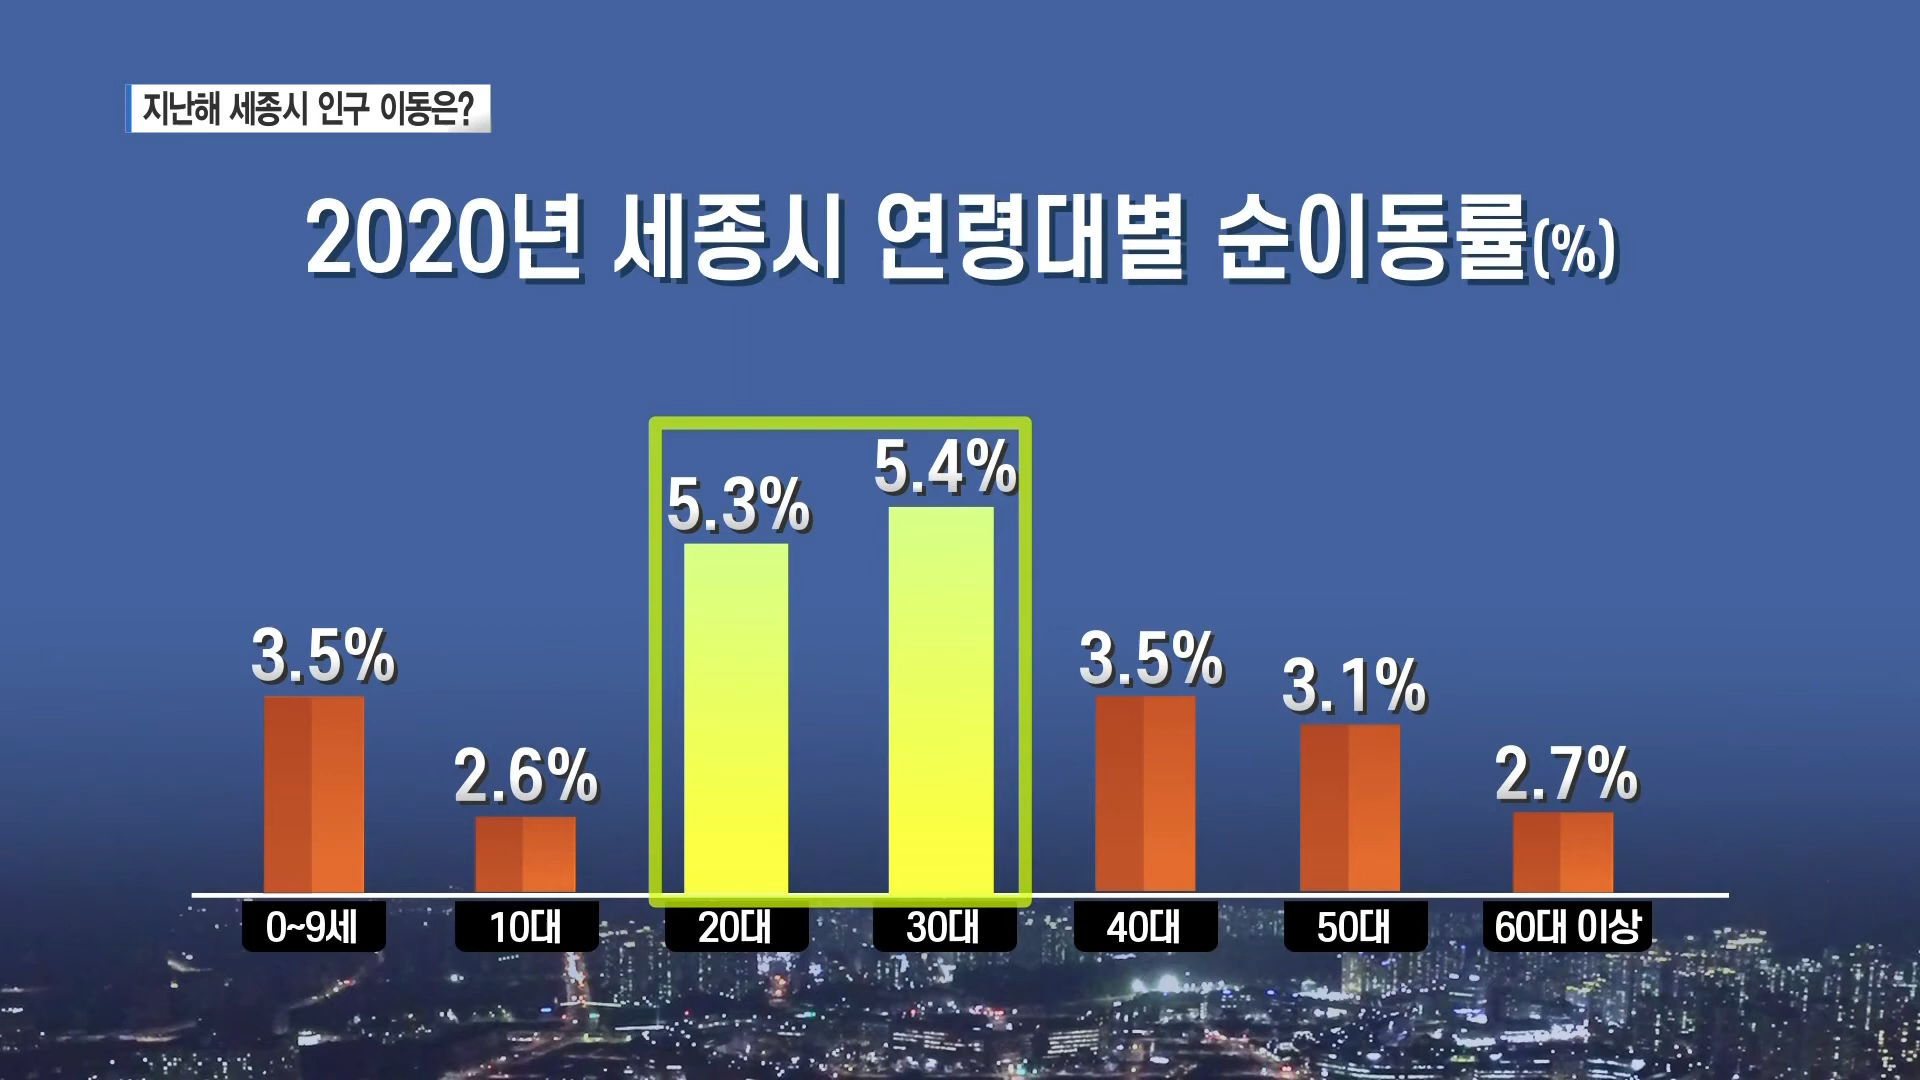 지난해 세종시 인구 이동은?
2020년 세종시 연령대별 순이동률(%)
3.5%
2.6%
5.3%
5.4%
3.5%
3.1%
2.7%
0~9세
10대
20대
30대
40대
50대
60대 이상